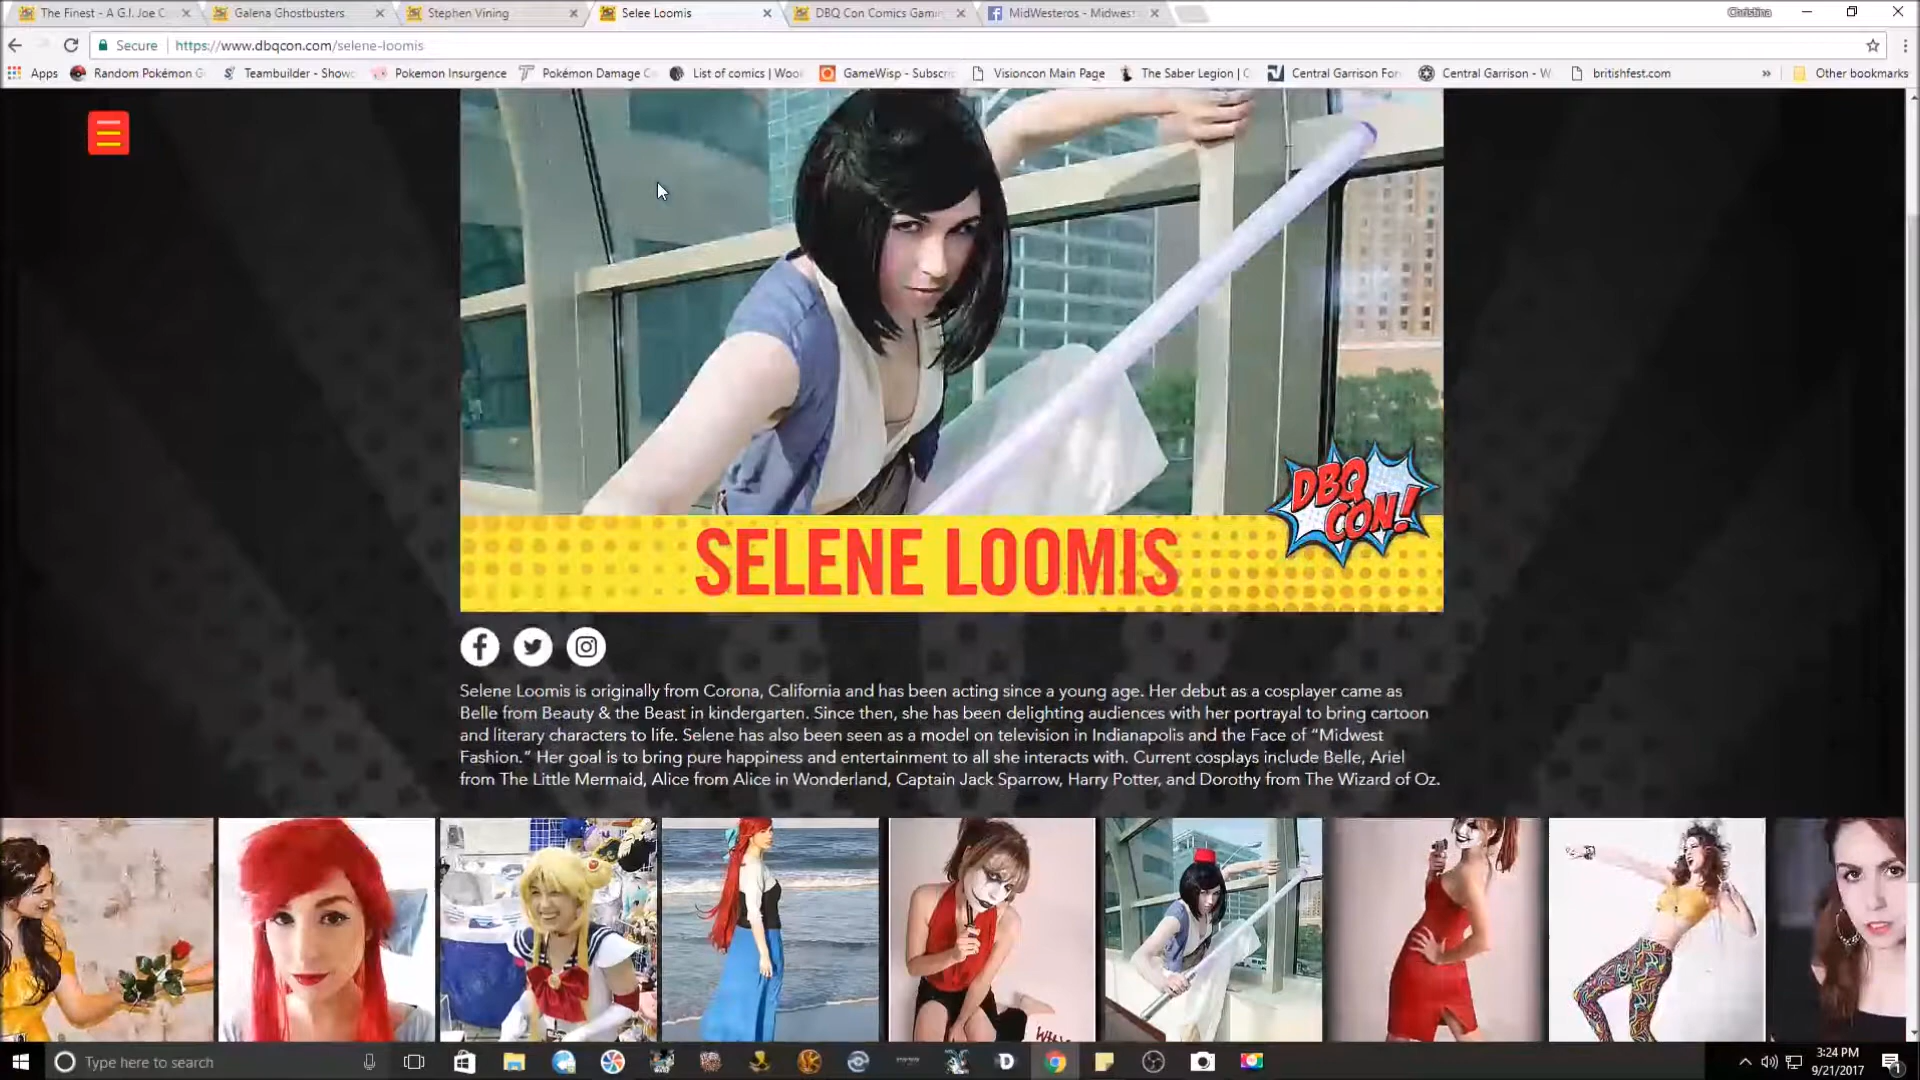 The Finest - A G.I. Joe C
Galena Ghostbusters
Stephen Vining
Selee Loomis
DBQ Con Comics Gami
MidWesteros - Midwest
Christina
Secure
https://www.dbqcon.com/selene-loomis
Apps
Random Pokémon G
Teambuilder - Showd
Pokemon Insurgence
Pokémon Damage C
List of comics | Wook
GameWisp - Subscri
Visioncon Main Page
The Saber Legion | C
Central Garrison For
Central Garrison - W
britishfest.com
»
Other bookmarks
DBQ
CON!
SELENE LOOMIS
Selene Loomis is originally from Corona, California and has been acting since a young age. Her debut as a cosplayer came as
Belle from Beauty & the Beast in kindergarten. Since then, she has been delighting audiences with her portrayal to bring cartoon
and literary characters to life. Selene has also been seen as a model on television in Indianapolis and the Face of “Midwest
Fashion.” Her goal is to bring pure happiness and entertainment to all she interacts with. Current cosplays include Belle, Ariel
from The Little Mermaid, Alice from Alice in Wonderland, Captain Jack Sparrow, Harry Potter, and Dorothy from The Wizard of Oz.
Type here to search
3:24 PM
9/21/2017